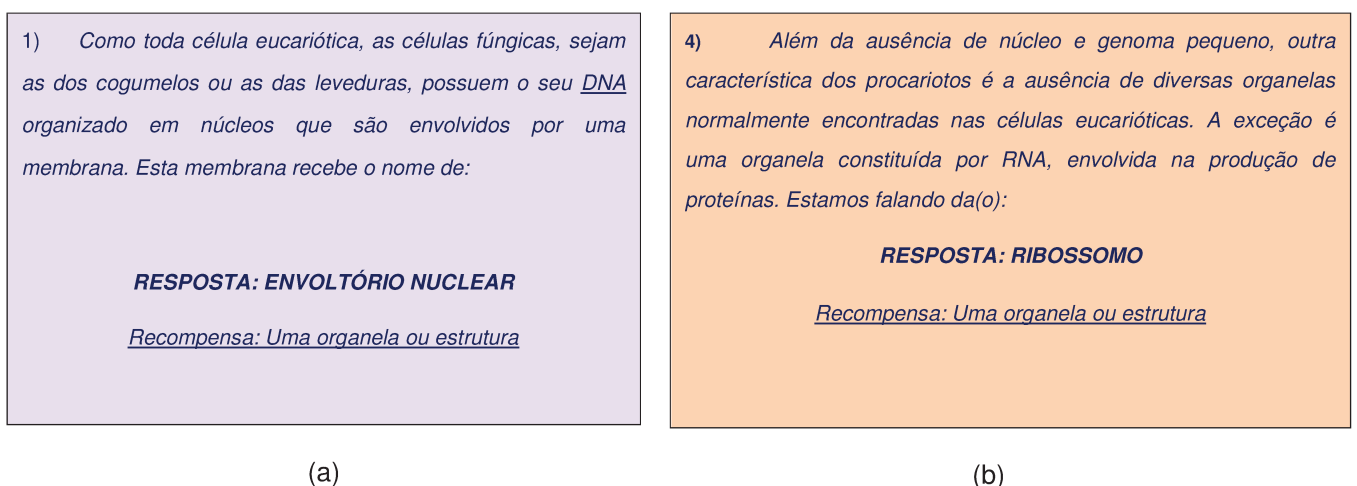 1) Como toda célula eucariótica, as células fúngicas, sejam
as dos cogumelos ou as das leveduras, possuem o seu DNA
organizado em núcleos que são envolvidos por uma
membrana. Esta membrana recebe o nome de:
RESPOSTA: ENVOLTÓRIO NUCLEAR
Recompensa: Uma organela ou estrutura
(a)
4) Além da ausência de núcleo e genoma pequeno, outra
característica dos procariotos é a ausência de diversas organelas
normalmente encontradas nas células eucarióticas. A exceção é
uma organela constituída por RNA, envolvida na produção de
proteínas. Estamos falando da(o):
RESPOSTA: RIBOSSOMO
Recompensa: Uma organela ou estrutura
(b)